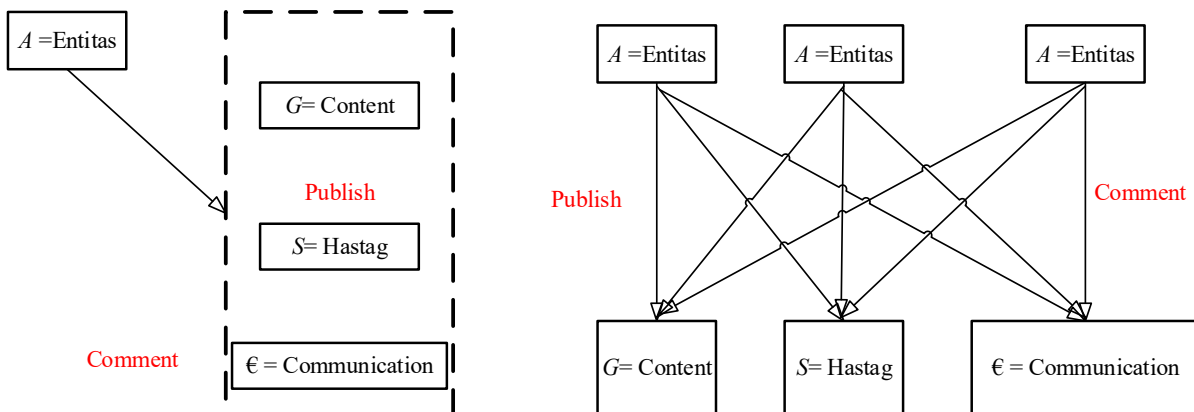 A =Entitas
G= Content
Publish
S= Hastag
Comment
€ = Communication
A =Entitas
A =Entitas
A =Entitas
Publish
Comment
G= Content
S= Hastag
€ = Communication